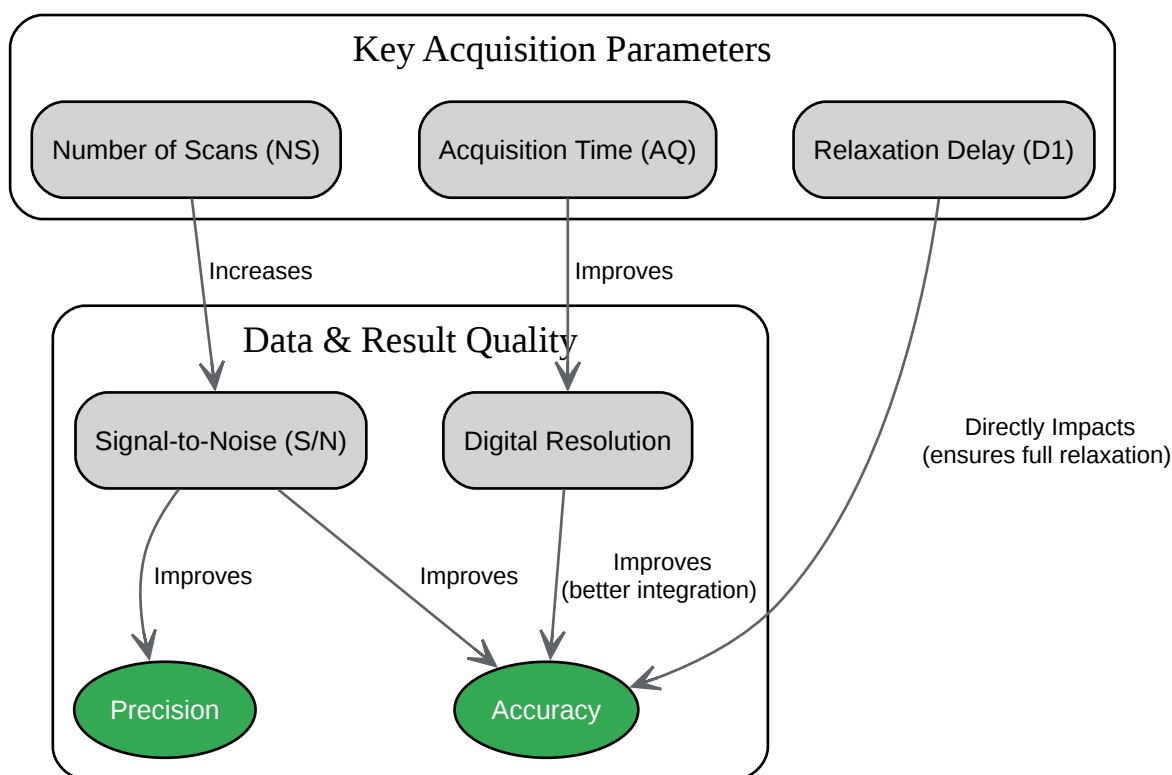 Key Acquisition Parameters
Number of Scans (NS)
Acquisition Time (AQ)
Relaxation Delay (D1)
Increases
Improves
Data & Result Quality
Signal-to-Noise (S/N)
Digital Resolution
Directly Impacts
(ensures full relaxation)
Improves
Improves
Improves
(better integration)
Precision
Accuracy